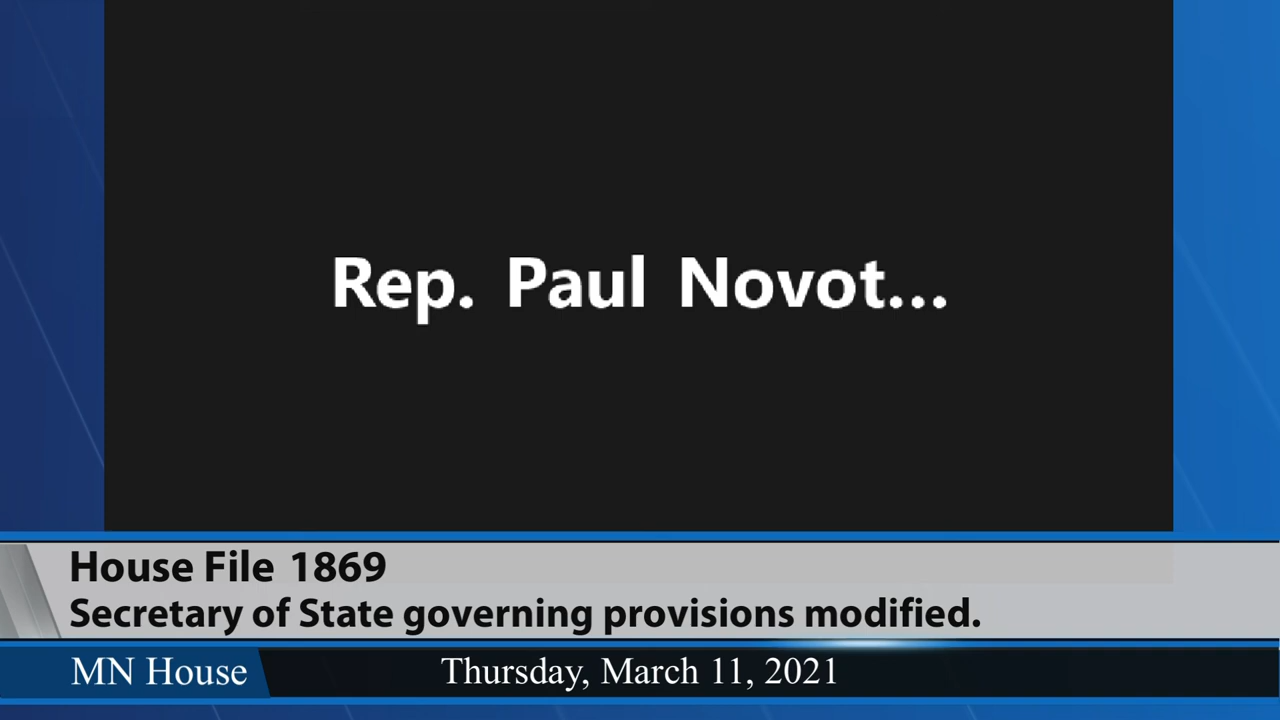 Rep. Paul Novot...
House File 1869
Secretary of State governing provisions modified.
MN House
Thursday, March 11, 2021